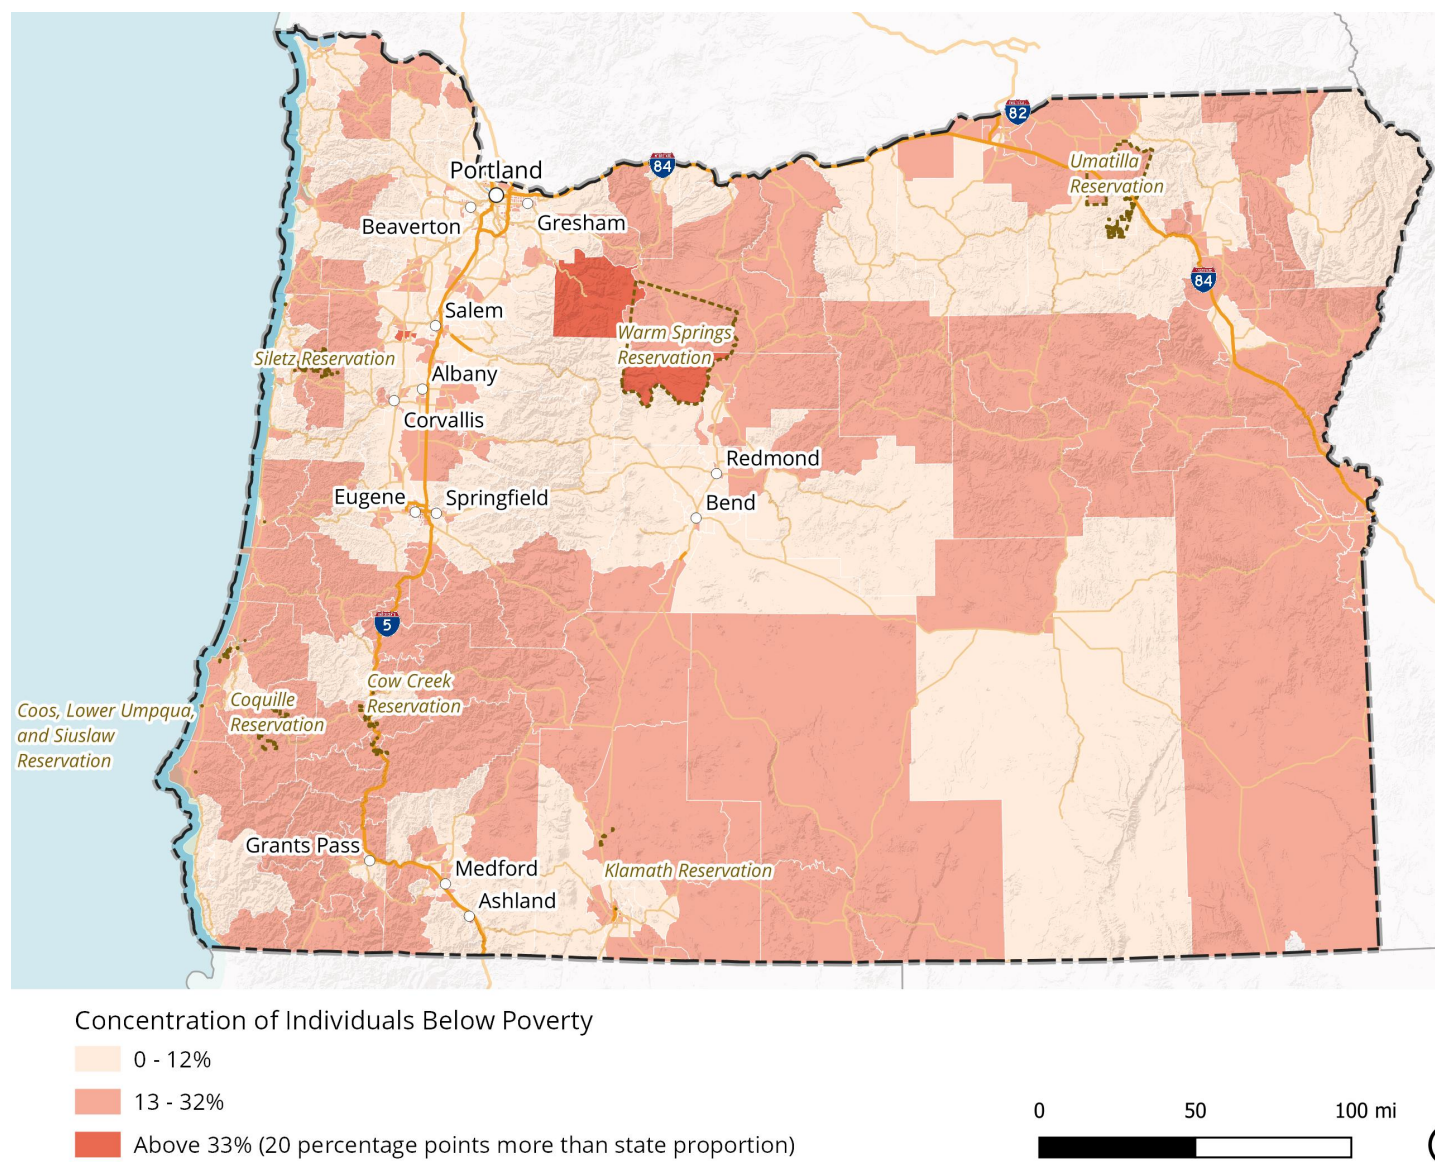 82
84
Portland
Umatilla
Reservation
Beaverton
Gresham
84
Salem
Warm Springs
Reservation
Siletz Reservation
Albany
Corvallis
Redmond
Eugene
Springfield
Bend
5
Cow Creek
Reservation
Coquille
Reservation
Coos, Lower Umpqua,
and Siuslaw
Reservation
Grants Pass
Medford
Klamath Reservation
Ashland
Concentration of Individuals Below Poverty
0 - 12%
13 - 32%
Above 33% (20 percentage points more than state proportion)
0 50 100 mi